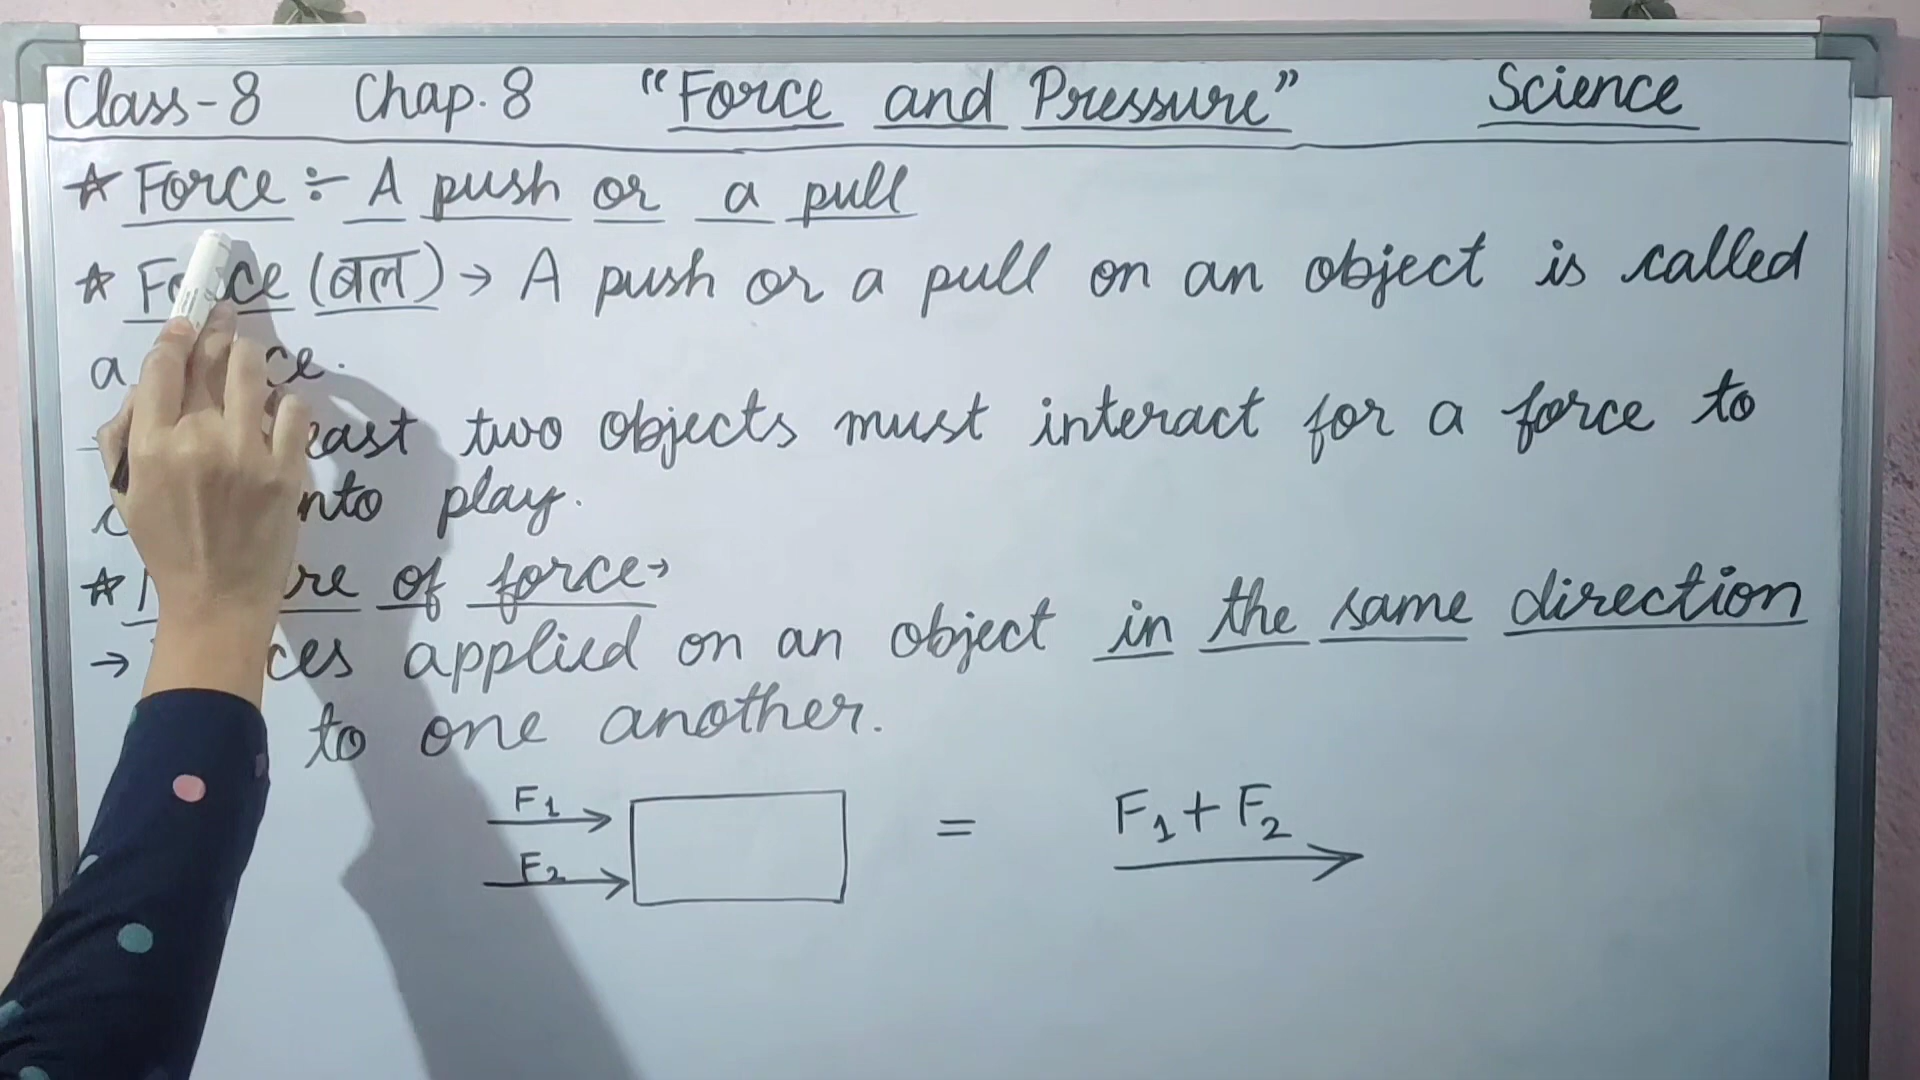 Class-8 Chap. 8 "Force and Pressure" Science
☆ Force ÷ A push or a pull
☆ Force (बल) → A push or a pull on an object is called
a ce.
east two objects must interact for a force to
nto play.
☆ re of force→
→ ces applied on an object in the same direction
to one another.
F₁
F₂
= F₁ + F₂